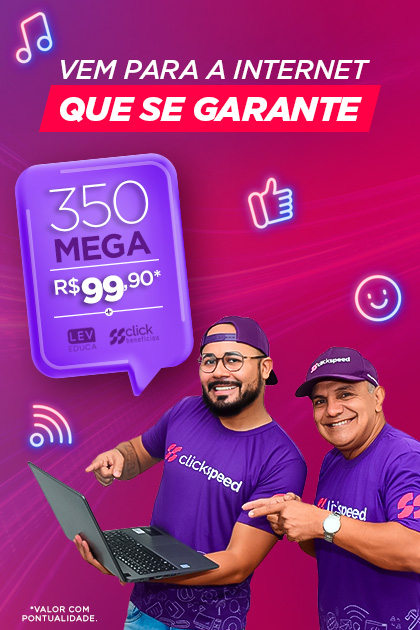 VEM PARA A INTERNET
QUE SE GARANTE
350
MEGA
R$99,90*
+
LEV
EDUCA
click
benefícios
clickspeed
clickspeed
clickspeed
*VALOR COM
PONTUALIDADE.